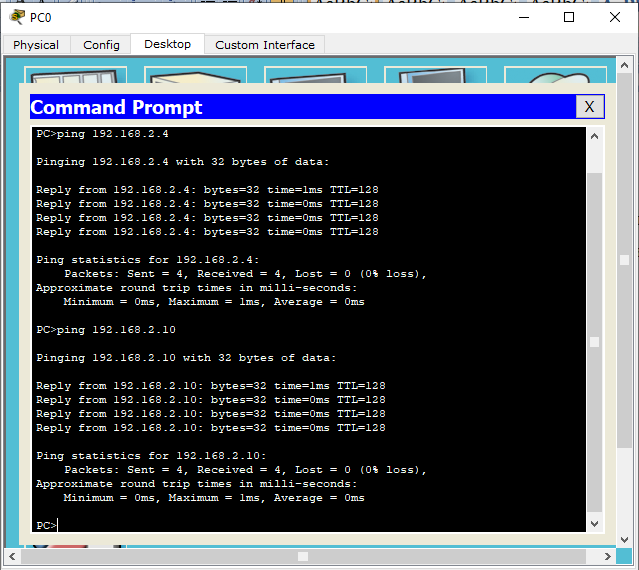 PC0
Physical
Config
Desktop
Custom Interface
Command Prompt
X
PC>ping 192.168.2.4
Pinging 192.168.2.4 with 32 bytes of data:
Reply from 192.168.2.4: bytes=32 time=1ms TTL=128
Reply from 192.168.2.4: bytes=32 time=0ms TTL=128
Reply from 192.168.2.4: bytes=32 time=0ms TTL=128
Reply from 192.168.2.4: bytes=32 time=0ms TTL=128
Ping statistics for 192.168.2.4:
Packets: Sent = 4, Received = 4, Lost = 0 (0% loss),
Approximate round trip times in milli-seconds:
Minimum = 0ms, Maximum = 1ms, Average = 0ms
PC>ping 192.168.2.10
Pinging 192.168.2.10 with 32 bytes of data:
Reply from 192.168.2.10: bytes=32 time=1ms TTL=128
Reply from 192.168.2.10: bytes=32 time=0ms TTL=128
Reply from 192.168.2.10: bytes=32 time=0ms TTL=128
Reply from 192.168.2.10: bytes=32 time=0ms TTL=128
Ping statistics for 192.168.2.10:
Packets: Sent = 4, Received = 4, Lost = 0 (0% loss),
Approximate round trip times in milli-seconds:
Minimum = 0ms, Maximum = 1ms, Average = 0ms
PC>